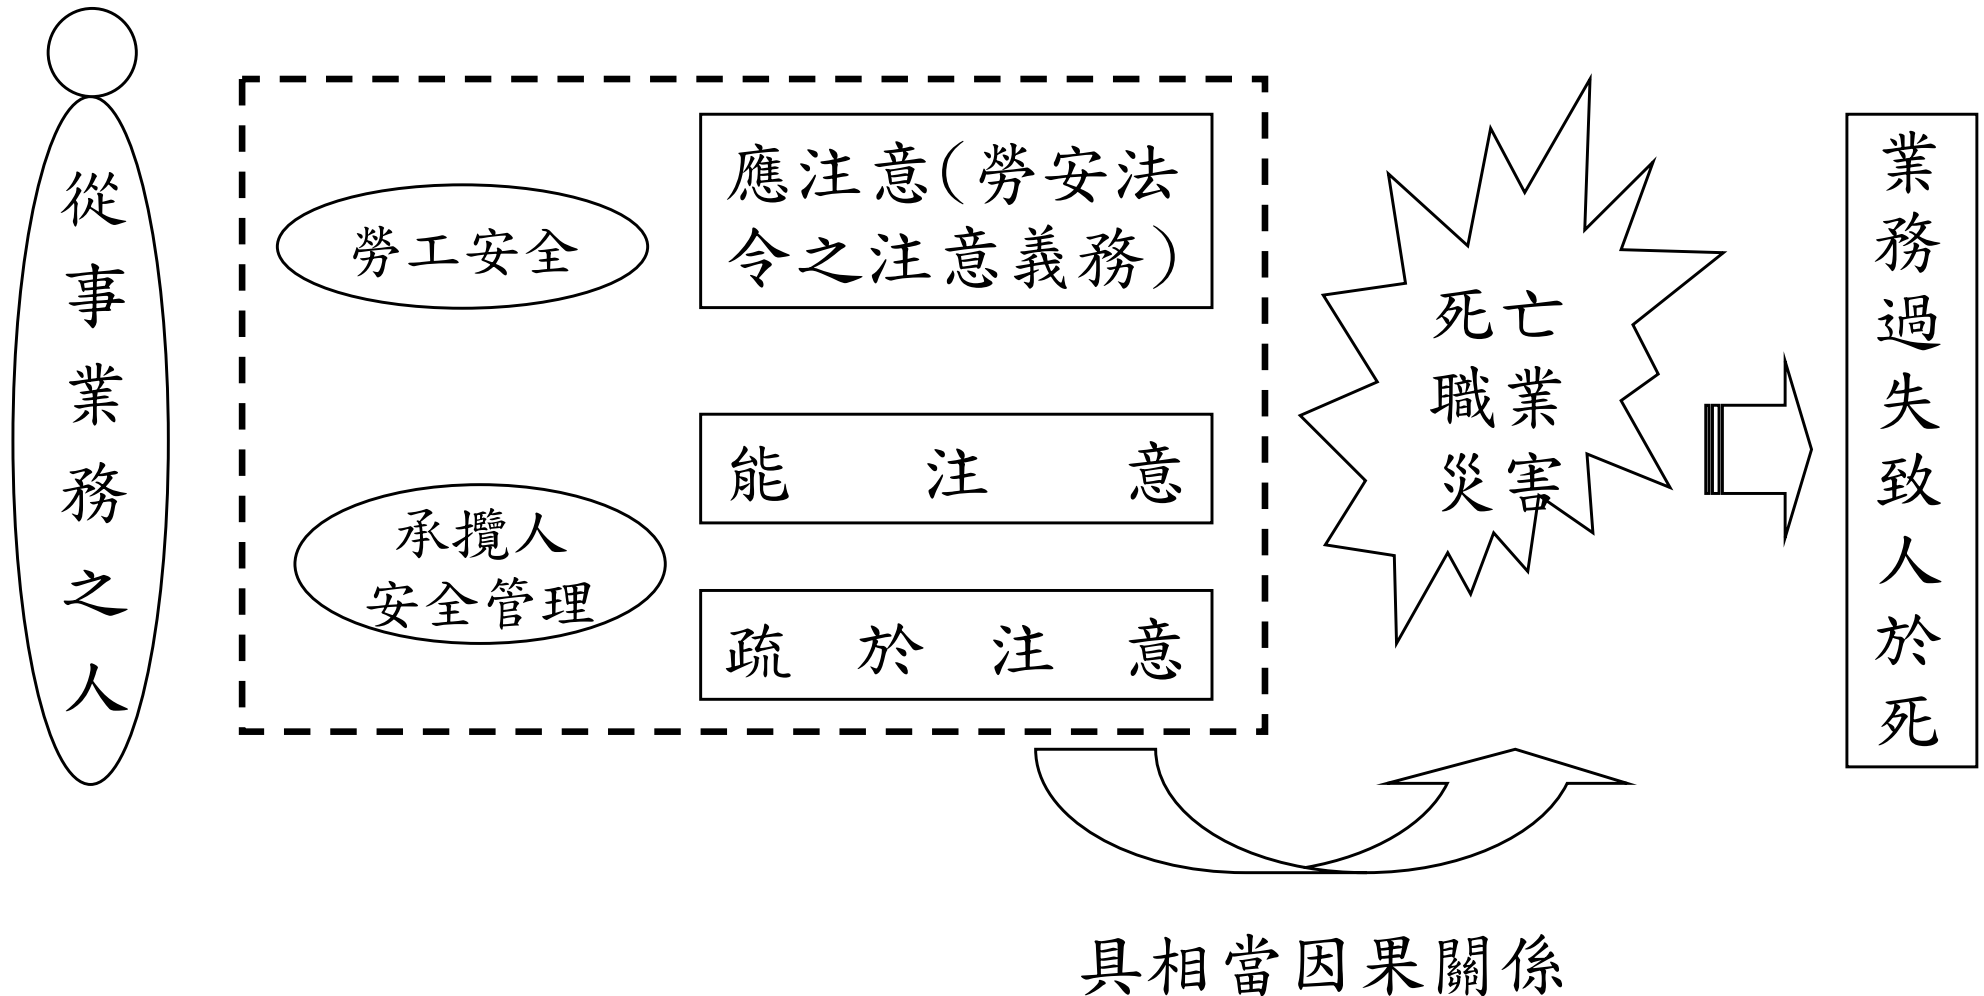 從事業務之人
勞工安全
承攬人
安全管理
應注意(勞安法
令之注意義務)
能注意
疏於注意
死亡
職業
災害
業務過失致人於死
具相當因果關係